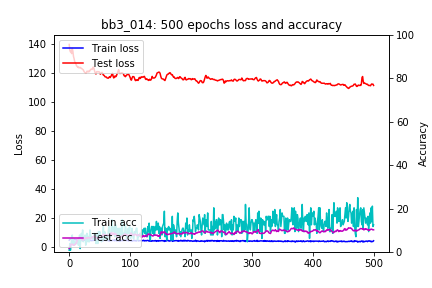 bb3_014: 500 epochs loss and accuracy
Train loss
Test loss
Train acc
Test acc
Loss
Accuracy
140
120
100
80
60
40
20
0
100
80
60
40
20
0
0
100
200
300
400
500